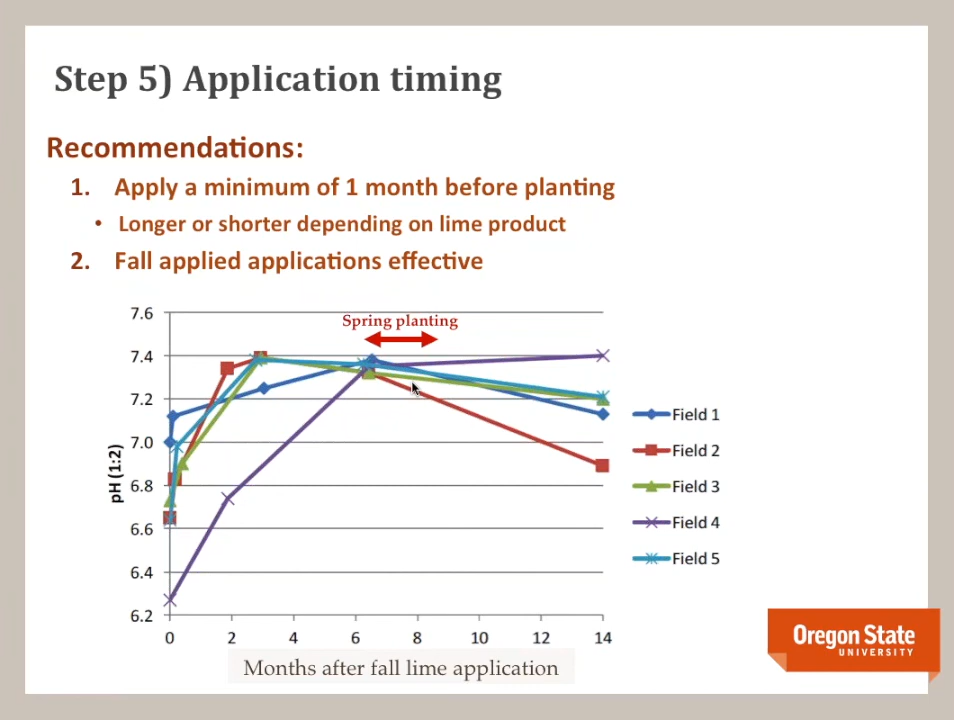 Step 5) Application timing
Recommendations:
1. Apply a minimum of 1 month before planting
• Longer or shorter depending on lime product
2. Fall applied applications effective
Spring planting
7.6
7.4
7.2
7.0
6.8
6.6
6.4
6.2
pH (1:2)
0 2 4 6 8 10 12 14
Months after fall lime application
Field 1
Field 2
Field 3
Field 4
Field 5
Oregon State
UNIVERSITY